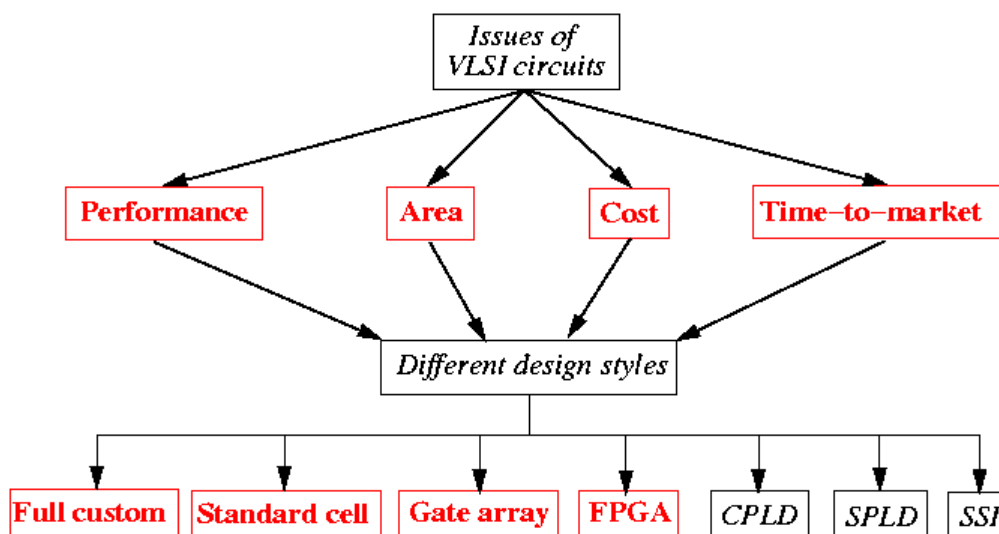 Issues of
VLSI circuits
Performance
Area
Cost
Time-to-market
Different design styles
Full custom
Standard cell
Gate array
FPGA
CPLD
SPLD